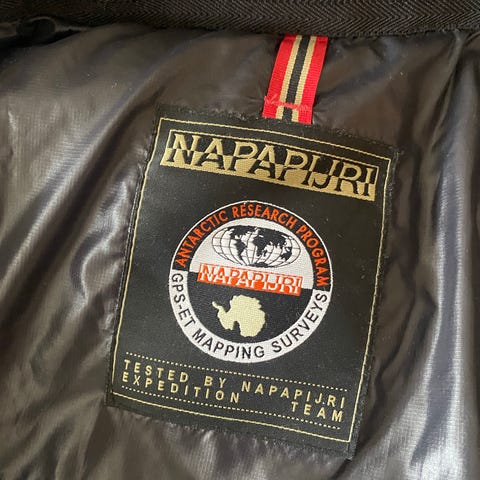 NAPAPIJRI
ANTARCTIC RESEARCH PROGRAM
NAPAPIJRI
GPS-ET MAPPING SURVEYS
TESTED BY NAPAPIJRI
EXPEDITION TEAM